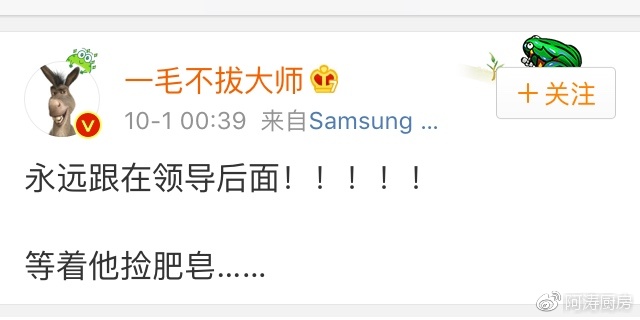 一毛不拔大师
+关注
10-1 00:39 来自Samsung ...
永远跟在领导后面！！！！！
等着他捡肥皂......
@阿涛厨房